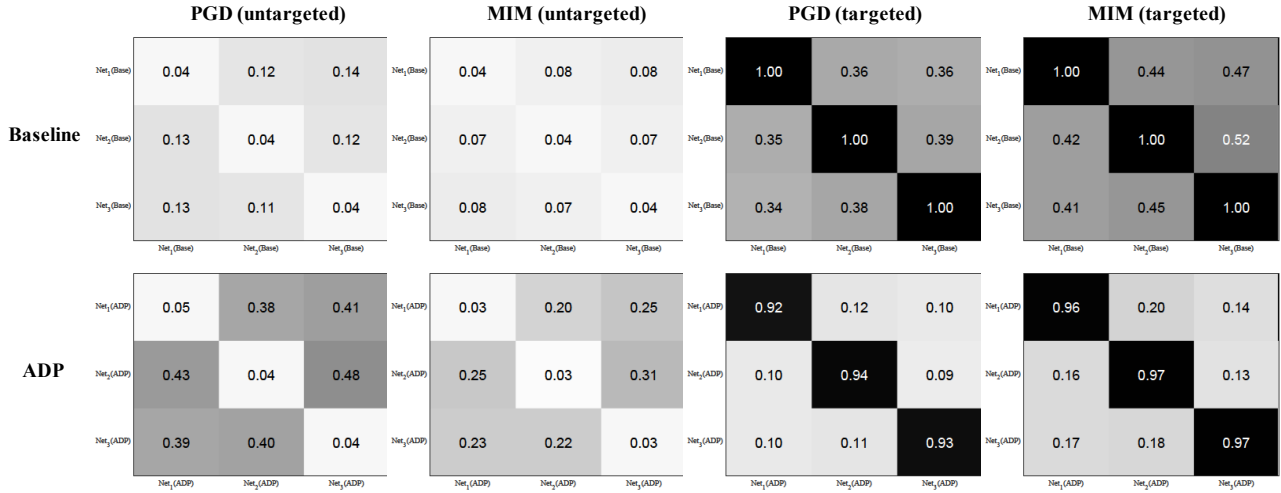 PGD (untargeted) MIM (untargeted) PGD (targeted) MIM (targeted)
Net₁(Base) 0.04 0.12 0.14 Net₁(Base) 0.04 0.08 0.08 Net₁(Base) 1.00 0.36 0.36 Net₁(Base) 1.00 0.44 0.47
Baseline Net₂(Base) 0.13 0.04 0.12 Net₂(Base) 0.07 0.04 0.07 Net₂(Base) 0.35 1.00 0.39 Net₂(Base) 0.42 1.00 0.52
Net₃(Base) 0.13 0.11 0.04 Net₃(Base) 0.08 0.07 0.04 Net₃(Base) 0.34 0.38 1.00 Net₃(Base) 0.41 0.45 1.00
Net₁(Base) Net₂(Base) Net₃(Base) Net₁(Base) Net₂(Base) Net₃(Base) Net₁(Base) Net₂(Base) Net₃(Base) Net₁(Base) Net₂(Base) Net₃(Base)
Net₁(ADP) 0.05 0.38 0.41 Net₁(ADP) 0.03 0.20 0.25 Net₁(ADP) 0.92 0.12 0.10 Net₁(ADP) 0.96 0.20 0.14
ADP Net₂(ADP) 0.43 0.04 0.48 Net₂(ADP) 0.25 0.03 0.31 Net₂(ADP) 0.10 0.94 0.09 Net₂(ADP) 0.16 0.97 0.13
Net₃(ADP) 0.39 0.40 0.04 Net₃(ADP) 0.23 0.22 0.03 Net₃(ADP) 0.10 0.11 0.93 Net₃(ADP) 0.17 0.18 0.97
Net₁(ADP) Net₂(ADP) Net₃(ADP) Net₁(ADP) Net₂(ADP) Net₃(ADP) Net₁(ADP) Net₂(ADP) Net₃(ADP) Net₁(ADP) Net₂(ADP) Net₃(ADP)